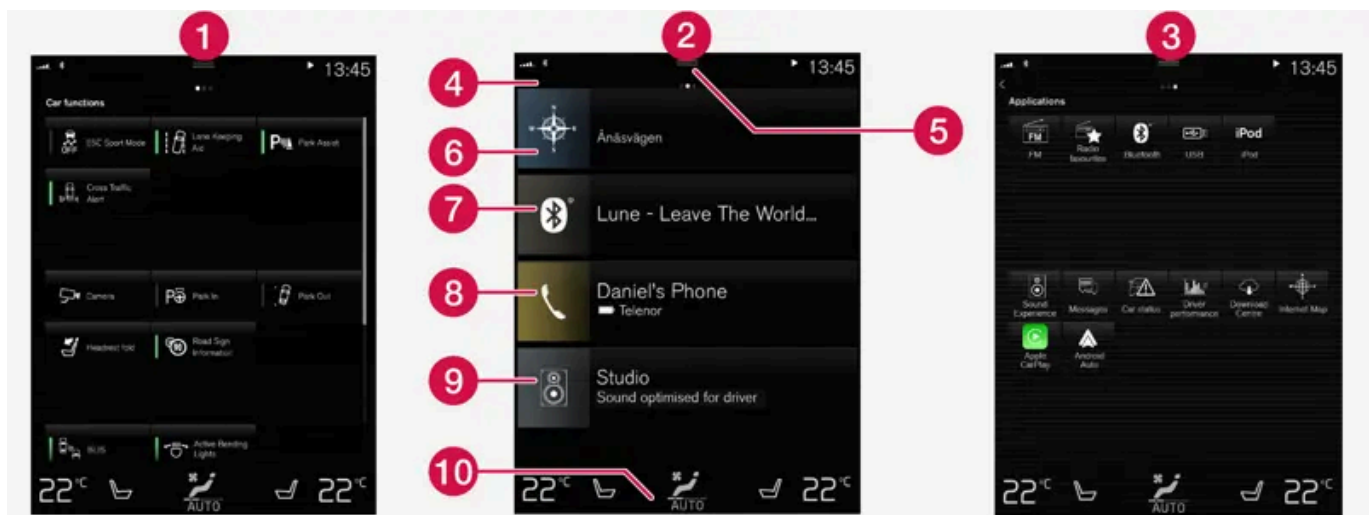 1
13:45
Car functions
OFF
ESC Sport Mode
Lane Keeping
Aid
P
Park Assist
Cross Traffic
Alert
Camera
P
Park In
Park Out
Headrest fold
Road Sign
Information
BLIS
Active Bending
Lights
22°C
AUTO
22°C
2
13:45
4
5
6
Änäsvägen
7
Lune - Leave The World...
8
Daniel's Phone
Telenor
9
Studio
Sound optimised for driver
10
22°C
AUTO
22°C
3
13:45
Applications
FM
iPod
FM
Radio
favourites
Bluetooth
USB
iPod
Sound
Experience
Messages
Car status
Driver
performance
Download
Centre
Internet Map
Apple
CarPlay
Android
Auto
22°C
AUTO
22°C